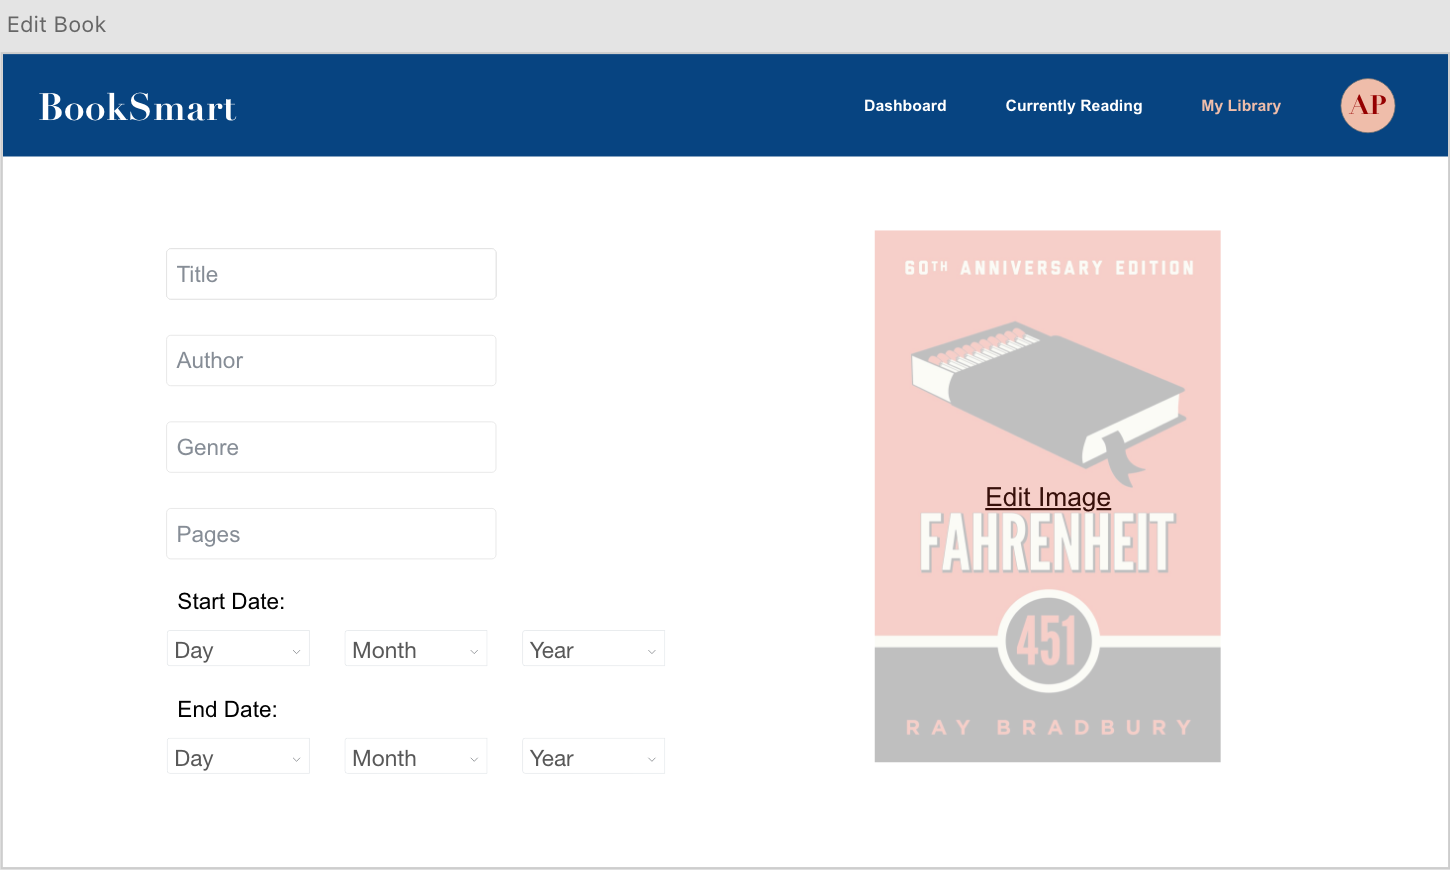 Edit Book
BookSmart
Dashboard Currently Reading My Library AP
Title
Author
Genre
Pages
Start Date:
Day Month Year
End Date:
Day Month Year
60TH ANNIVERSARY EDITION
Edit Image
FAHRENHEIT
451
RAY BRADBURY